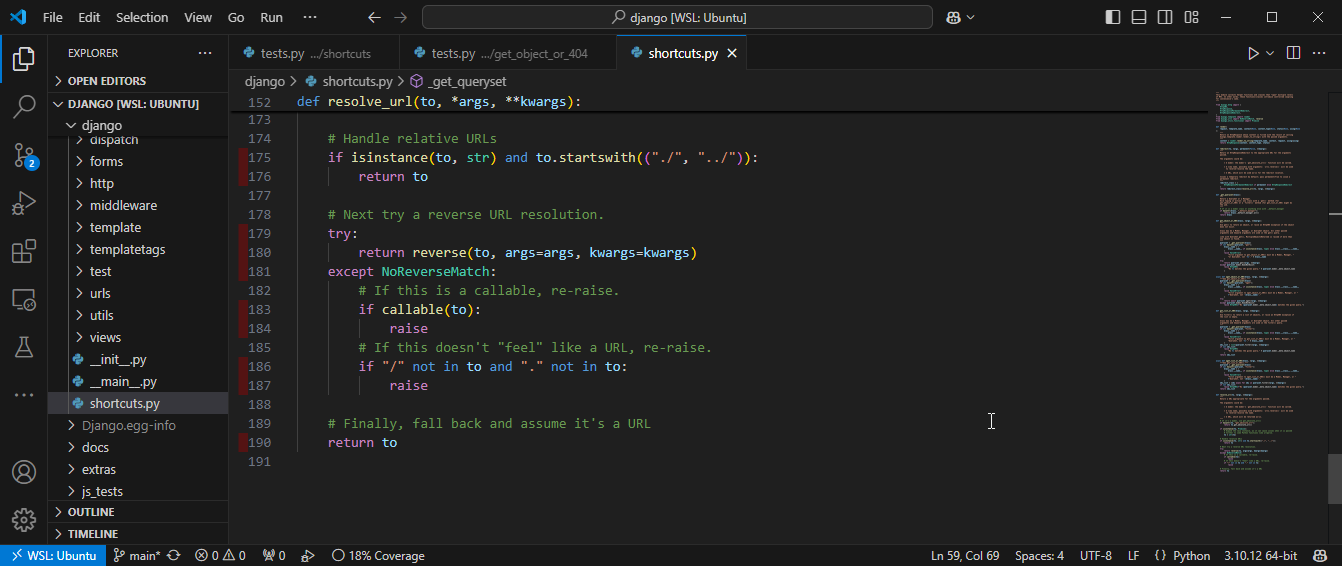 File Edit Selection View Go Run ···
django [WSL: Ubuntu]
EXPLORER ···
OPEN EDITORS
DJANGO [WSL: UBUNTU]
django
dispatch
forms
http
middleware
template
templatetags
test
urls
utils
views
__init__.py
__main__.py
shortcuts.py
Django.egg-info
docs
extras
js_tests
OUTLINE
TIMELINE
2
tests.py .../shortcuts
tests.py .../get_object_or_404
shortcuts.py
django > shortcuts.py > _get_queryset
152 def resolve_url(to, *args, **kwargs):
173
174 # Handle relative URLs
175 if isinstance(to, str) and to.startswith(("./", "../")):
176 return to
177
178 # Next try a reverse URL resolution.
179 try:
180 return reverse(to, args=args, kwargs=kwargs)
181 except NoReverseMatch:
182 # If this is a callable, re-raise.
183 if callable(to):
184 raise
185 # If this doesn't "feel" like a URL, re-raise.
186 if "/" not in to and "." not in to:
187 raise
188
189 # Finally, fall back and assume it's a URL
190 return to
191
WSL: Ubuntu main* 0 0 0 18% Coverage Ln 59, Col 69 Spaces: 4 UTF-8 LF {} Python 3.10.12 64-bit